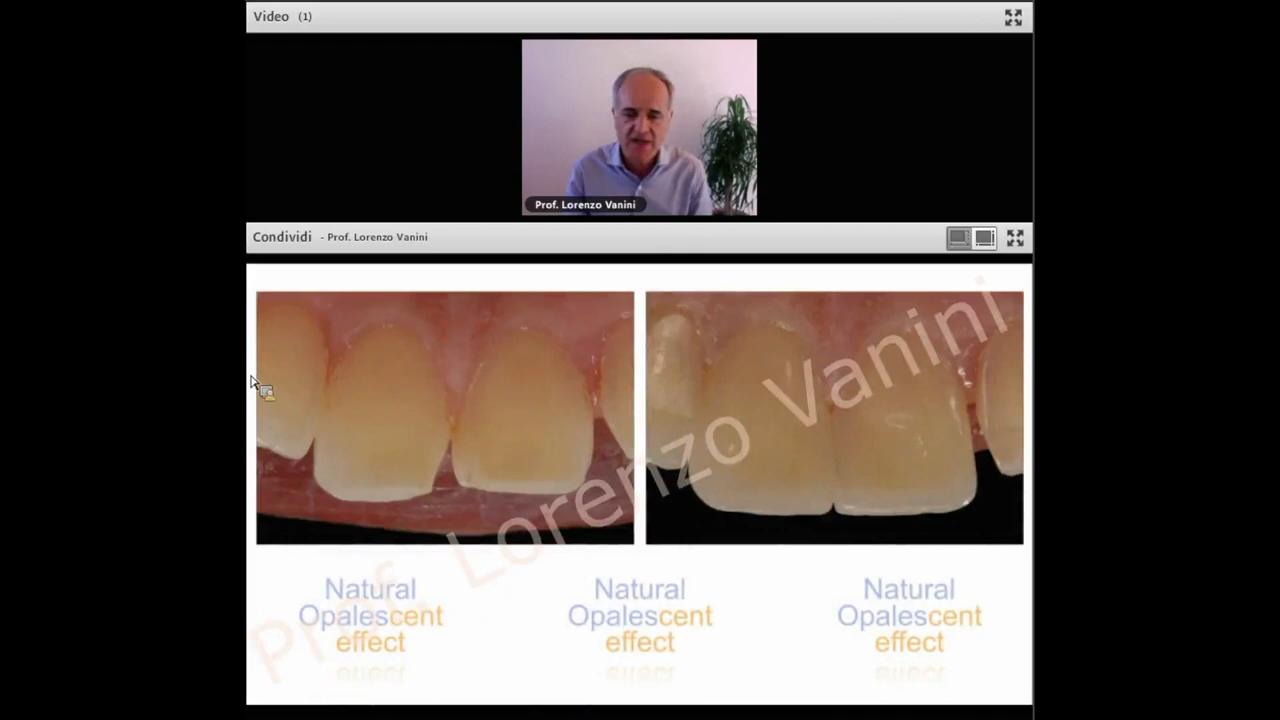 Video (1)
Prof. Lorenzo Vanini
Condividi - Prof. Lorenzo Vanini
Prof. Lorenzo Vanini
Natural
Opalescent
effect
Natural
Opalescent
effect
Natural
Opalescent
effect